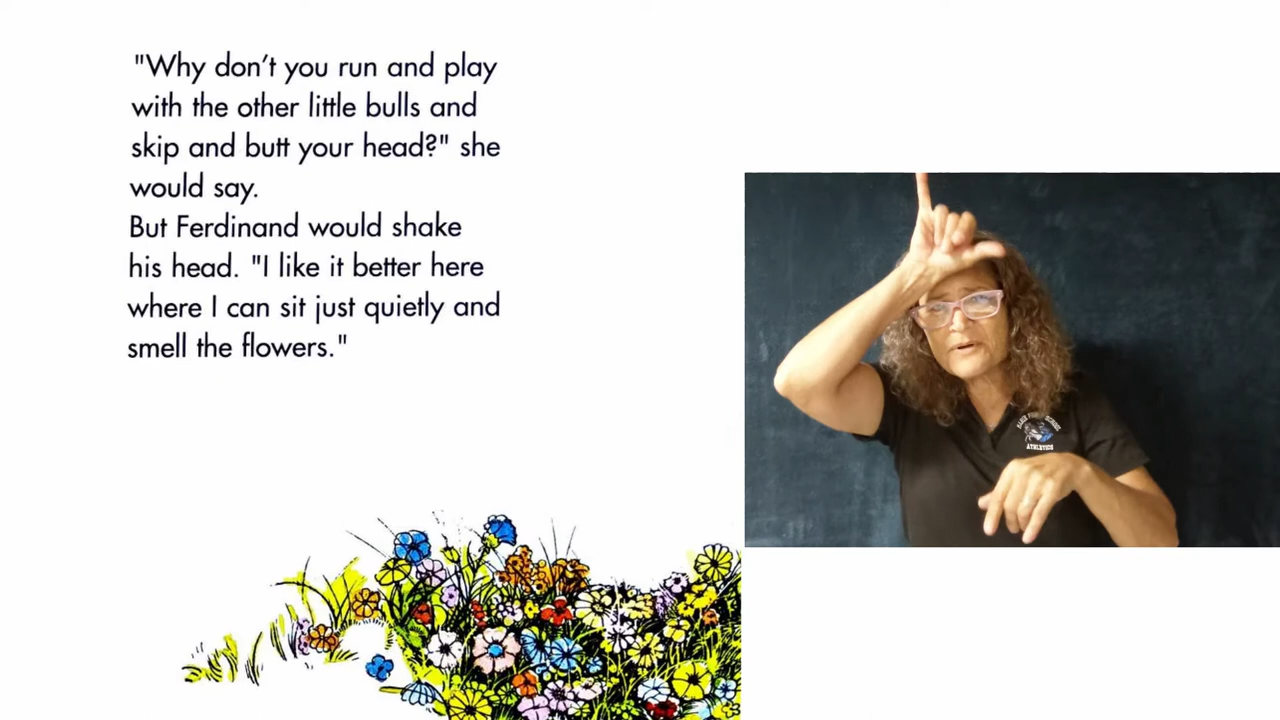 "Why don't you run and play
with the other little bulls and
skip and butt your head?" she
would say.
But Ferdinand would shake
his head. "I like it better here
where I can sit just quietly and
smell the flowers."
SCHOOL
ATHLETICS